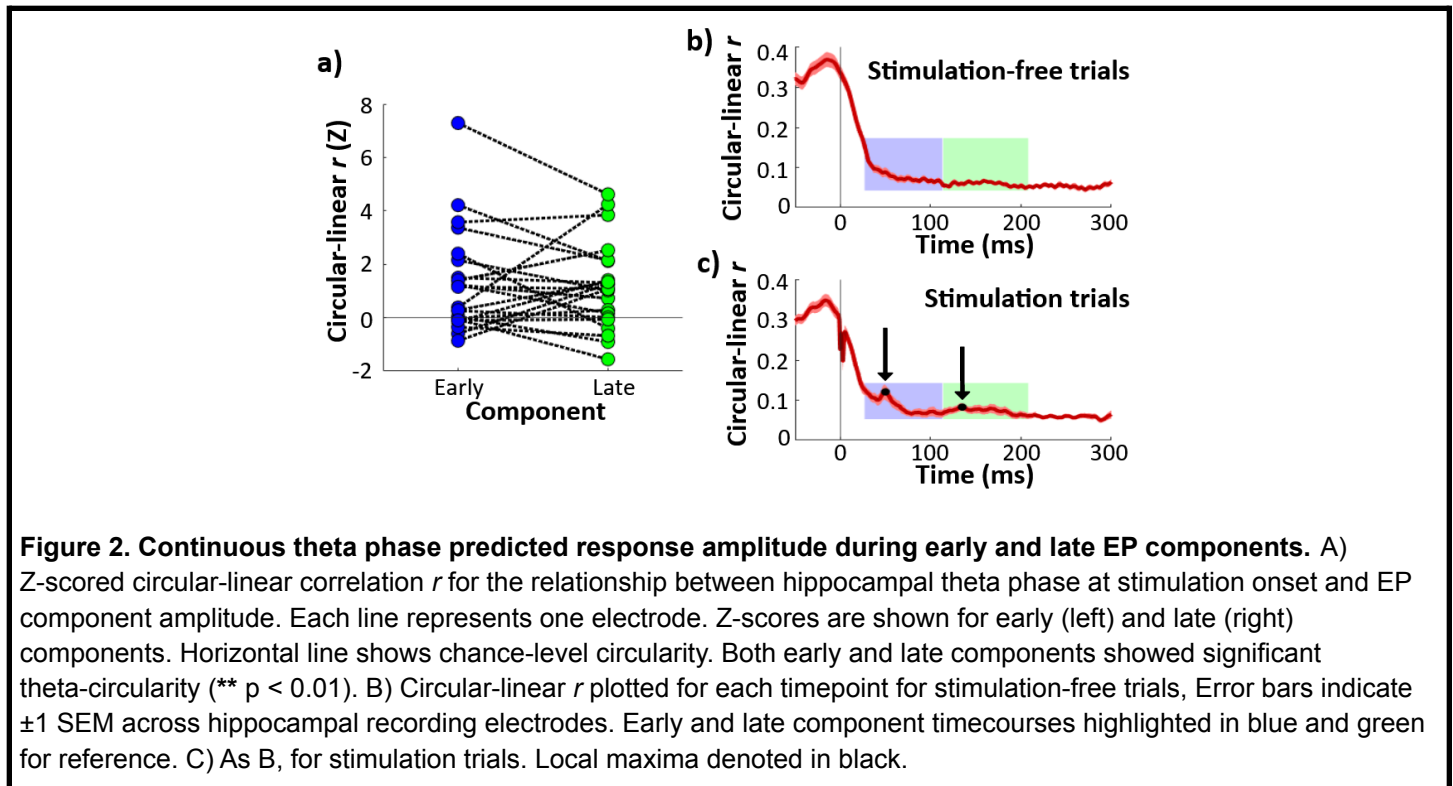 a)
Circular-linear r (Z)
8
6
4
2
0
-2
Early
Late
Component
b)
Stimulation-free trials
Circular-linear r
0.4
0.3
0.2
0.1
0
0
100
200
300
Time (ms)
c)
Stimulation trials
Circular-linear r
0.4
0.3
0.2
0.1
0
0
100
200
300
Time (ms)
Figure 2. Continuous theta phase predicted response amplitude during early and late EP components. A)
Z-scored circular-linear correlation r for the relationship between hippocampal theta phase at stimulation onset and EP
component amplitude. Each line represents one electrode. Z-scores are shown for early (left) and late (right)
components. Horizontal line shows chance-level circularity. Both early and late components showed significant
theta-circularity (** p < 0.01). B) Circular-linear r plotted for each timepoint for stimulation-free trials, Error bars indicate
±1 SEM across hippocampal recording electrodes. Early and late component timecourses highlighted in blue and green
for reference. C) As B, for stimulation trials. Local maxima denoted in black.